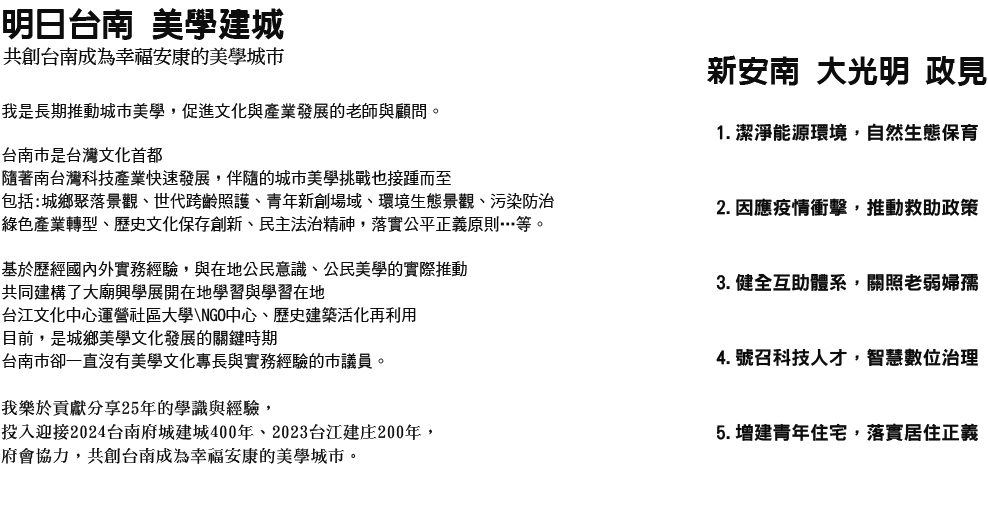 明日台南 美學建城
共創台南成為幸福安康的美學城市
我是長期推動城市美學，促進文化與產業發展的老師與顧問。
台南市是台灣文化首都
隨著南台灣科技產業快速發展，伴隨的城市美學挑戰也接踵而至
包括:城鄉聚落景觀、世代跨齡照護、青年新創場域、環境生態景觀、污染防治
綠色產業轉型、歷史文化保存創新、民主法治精神，落實公平正義原則…等。
基於歷經國內外實務經驗，與在地公民意識、公民美學的實際推動
共同建構了大廟興學展開在地學習與學習在地
台江文化中心運營社區大學\NGO中心、歷史建築活化再利用
目前，是城鄉美學文化發展的關鍵時期
台南市卻一直沒有美學文化專長與實務經驗的市議員。
我樂於貢獻分享25年的學識與經驗，
投入迎接2024台南府城建城400年、2023台江建庄200年，
府會協力，共創台南成為幸福安康的美學城市。
新安南 大光明 政見
1.潔淨能源環境，自然生態保育
2.因應疫情衝擊，推動救助政策
3.健全互助體系，關照老弱婦孺
4.號召科技人才，智慧數位治理
5.增建青年住宅，落實居住正義